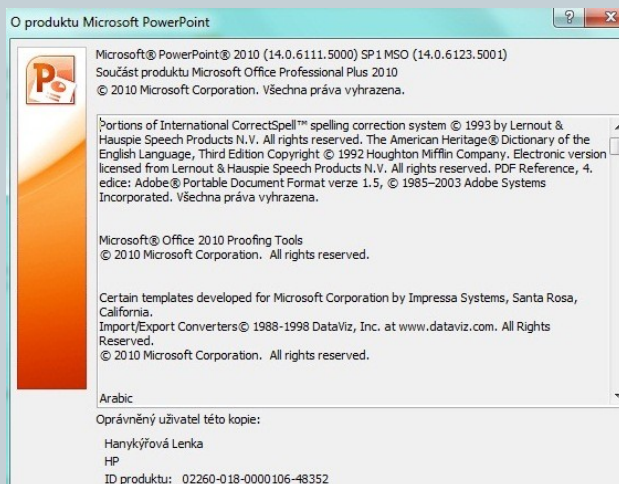 O produktu Microsoft PowerPoint
Microsoft® PowerPoint® 2010 (14.0.6111.5000) SP1 MSO (14.0.6123.5001)
Součást produktu Microsoft Office Professional Plus 2010
© 2010 Microsoft Corporation. Všechna práva vyhrazena.
Portions of International CorrectSpell™ spelling correction system © 1993 by Lernout &
Hauspie Speech Products N.V. All rights reserved. The American Heritage® Dictionary of the
English Language, Third Edition Copyright © 1992 Houghton Mifflin Company. Electronic version
licensed from Lernout & Hauspie Speech Products N.V. All rights reserved. PDF Reference, 4.
edice: Adobe® Portable Document Format verze 1.5, © 1985–2003 Adobe Systems
Incorporated. Všechna práva vyhrazena.
Microsoft® Office 2010 Proofing Tools
© 2010 Microsoft Corporation. All rights reserved.
Certain templates developed for Microsoft Corporation by Impressa Systems, Santa Rosa,
California.
Import/Export Converters© 1988-1998 DataViz, Inc. at www.dataviz.com. All Rights
Reserved.
© 2010 Microsoft Corporation. All rights reserved.
Arabic
Oprávněný uživatel této kopie:
Hanykýřová Lenka
HP
ID produktu: 02260-018-0000106-48352